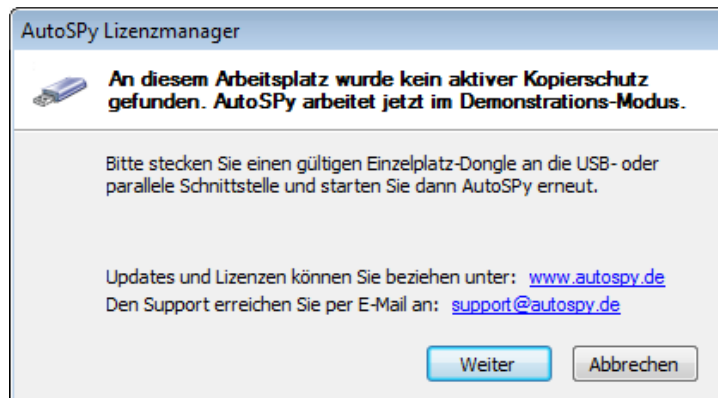 AutoSPy Lizenzmanager
An diesem Arbeitsplatz wurde kein aktiver Kopierschutz
gefunden. AutoSPy arbeitet jetzt im Demonstrations-Modus.
Bitte stecken Sie einen gültigen Einzelplatz-Dongle an die USB- oder
parallele Schnittstelle und starten Sie dann AutoSPy erneut.
Updates und Lizenzen können Sie beziehen unter: www.autospy.de
Den Support erreichen Sie per E-Mail an: support@autospy.de
Weiter Abbrechen